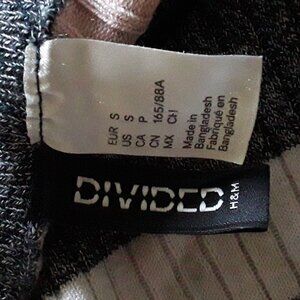 EUR S
US S
CA P
CN 165/88A
MX CH
Made in
Bangladesh
Fabriqué en
Bangladesh
DIVIDED
H&M